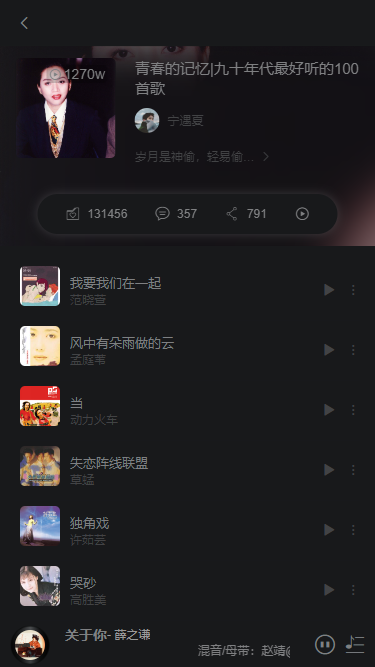 1270w
青春的记忆|九十年代最好听的100
首歌
宁遇夏
岁月是神偷，轻易偷...
131456
357
791
我要我们在一起
范晓萱
风中有朵雨做的云
孟庭苇
当
动力火车
失恋阵线联盟
草蜢
独角戏
许茹芸
哭砂
高胜美
关于你- 薛之谦
混音/母带：赵靖@